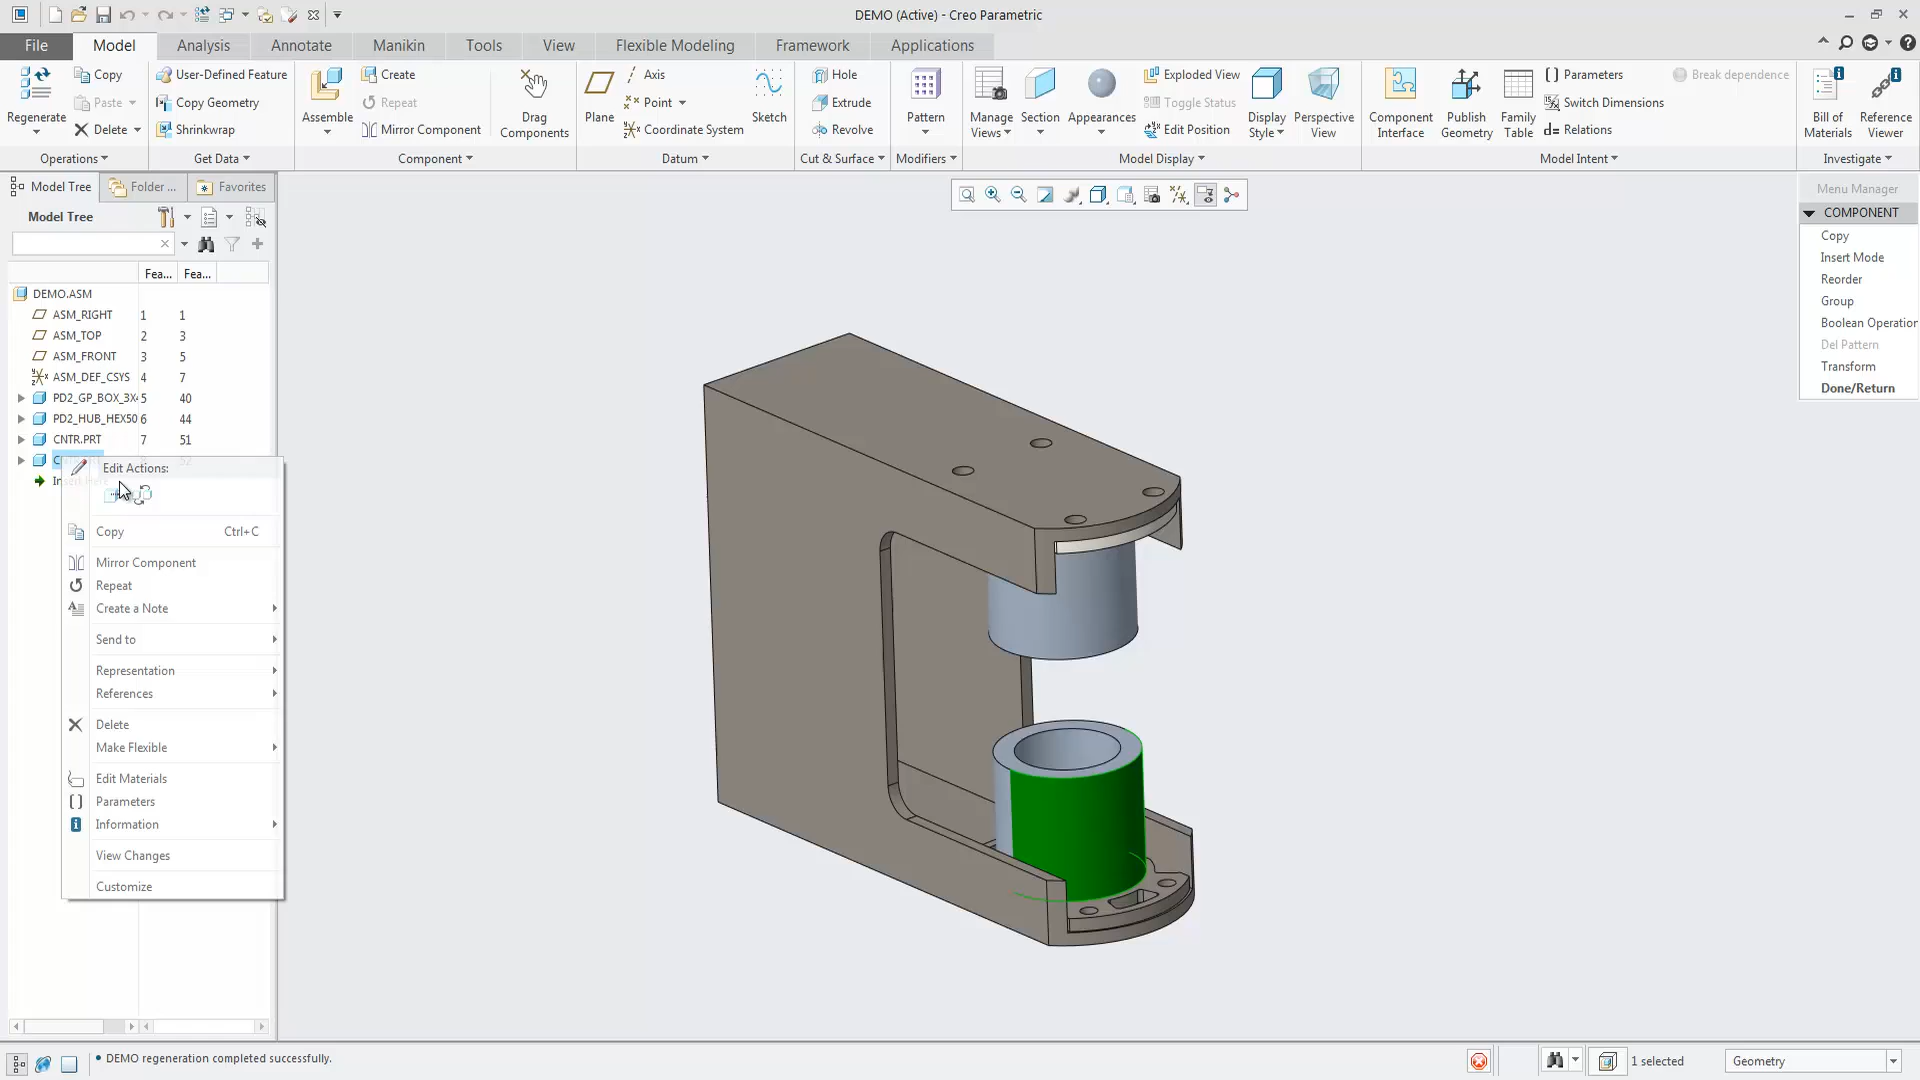 DEMO (Active) - Creo Parametric
File Model Analysis Annotate Manikin Tools View Flexible Modeling Framework Applications
Regenerate
Copy
Paste
Delete
Operations
User-Defined Feature
Copy Geometry
Shrinkwrap
Get Data
Assemble
Create
Repeat
Mirror Component
Drag
Components
Component
Plane
Axis
Point
Coordinate System
Sketch
Datum
Hole
Extrude
Revolve
Cut & Surface
Pattern
Modifiers
Manage
Views
Section
Appearances
Exploded View
Toggle Status
Edit Position
Display
Style
Perspective
View
Model Display
Component
Interface
Publish
Geometry
Family
Table
Parameters
Switch Dimensions
d= Relations
Break dependence
Model Intent
Bill of
Materials
Reference
Viewer
Investigate
Model Tree Folder ... Favorites
Model Tree
Fea... Fea...
DEMO.ASM
ASM_RIGHT 1 1
ASM_TOP 2 3
ASM_FRONT 3 5
ASM_DEF_CSYS 4 7
PD2_GP_BOX_3X 5 40
PD2_HUB_HEX50 6 44
CNTR.PRT 7 51
52
Edit Actions:
Copy Ctrl+C
Mirror Component
Repeat
Create a Note
Send to
Representation
References
Delete
Make Flexible
Edit Materials
Parameters
Information
View Changes
Customize
Menu Manager
COMPONENT
Copy
Insert Mode
Reorder
Group
Boolean Operation
Del Pattern
Transform
Done/Return
• DEMO regeneration completed successfully.
1 selected
Geometry